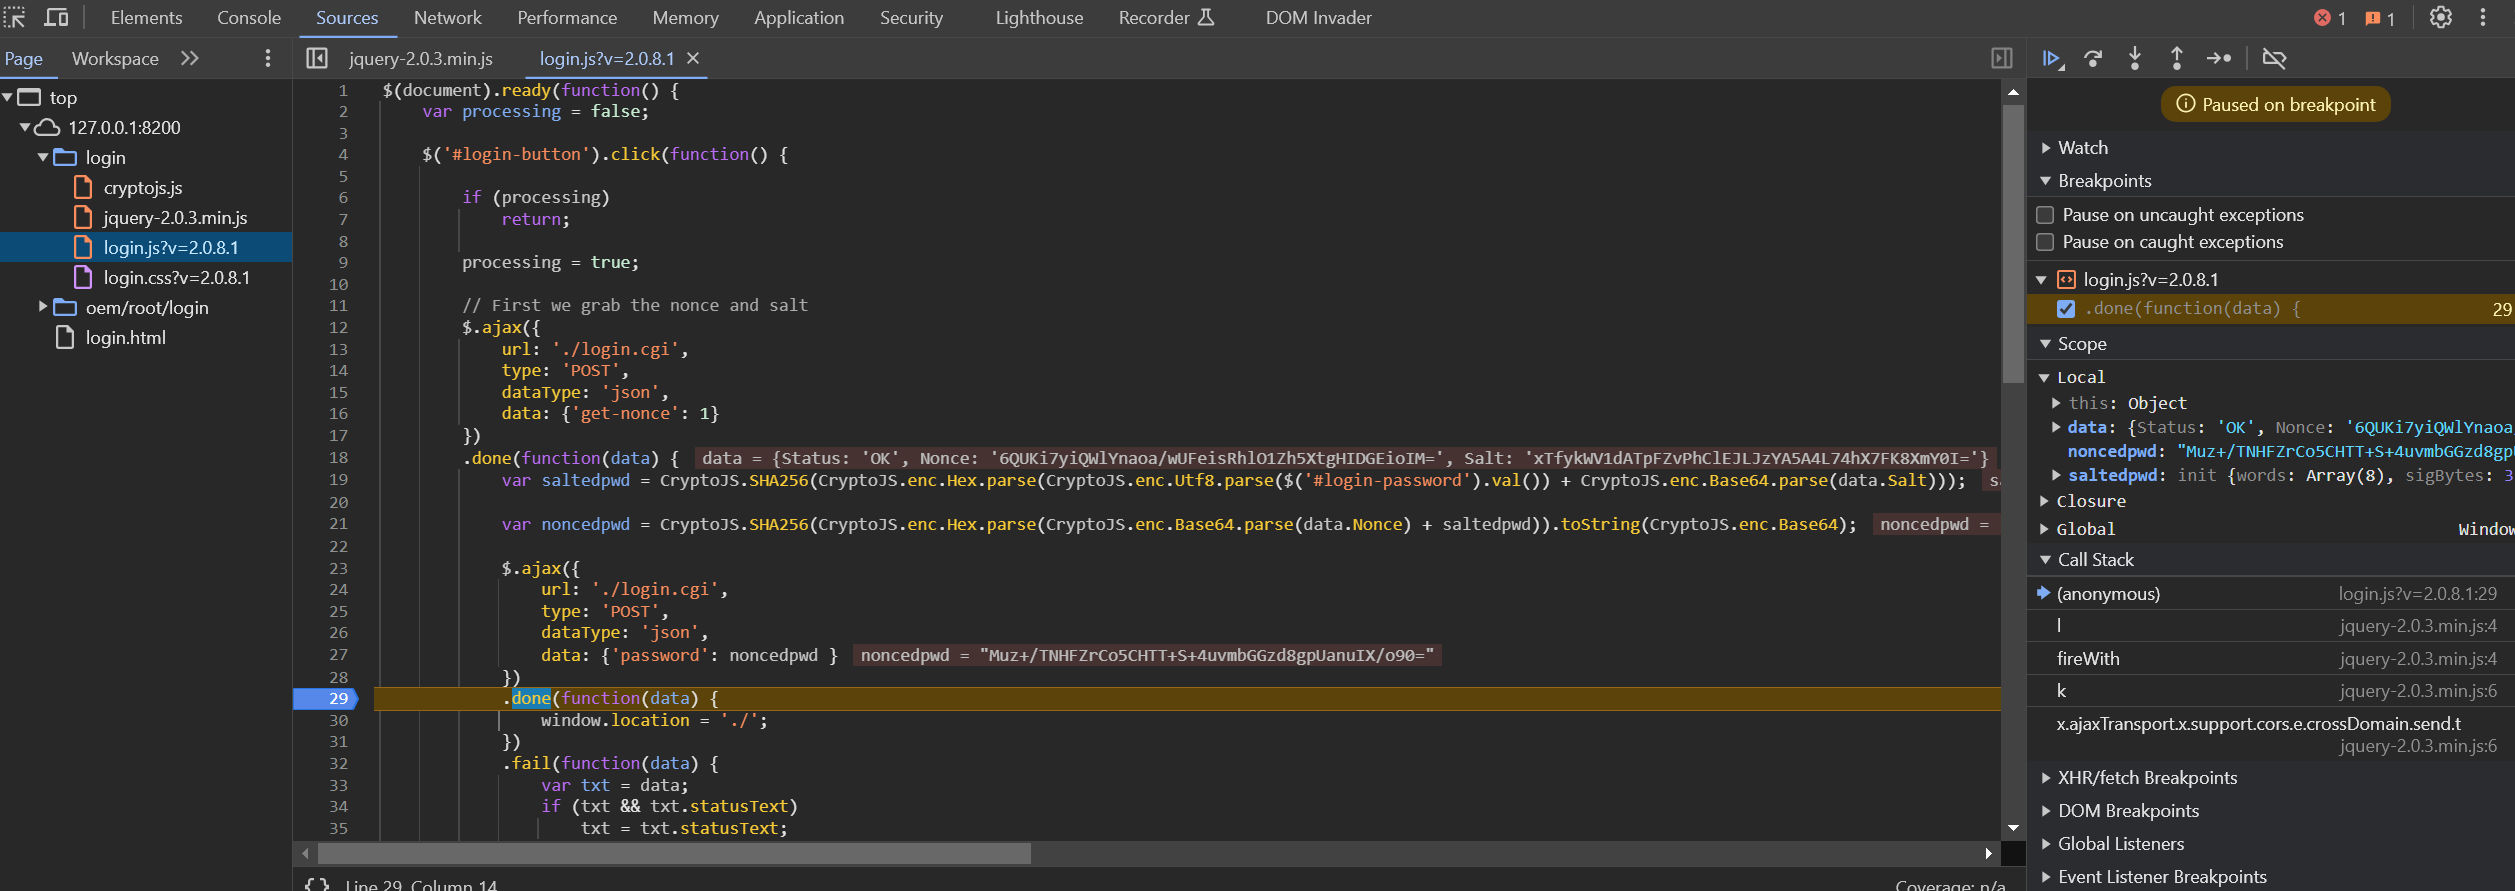 Elements Console Sources Network Performance Memory Application Security Lighthouse Recorder DOM Invader 1 1
Page Workspace
jquery-2.0.3.min.js login.js?v=2.0.8.1
top
127.0.0.1:8200
login
cryptojs.js
jquery-2.0.3.min.js
login.js?v=2.0.8.1
login.css?v=2.0.8.1
oem/root/login
login.html
1 $(document).ready(function() {
2 var processing = false;
3
4 $('#login-button').click(function() {
5
6 if (processing)
7 return;
8
9 processing = true;
10
11 // First we grab the nonce and salt
12 $.ajax({
13 url: './login.cgi',
14 type: 'POST',
15 dataType: 'json',
16 data: {'get-nonce': 1}
17 })
18 .done(function(data) { data = {Status: 'OK', Nonce: '6QUKi7yiQWlYnaoa/wUFeisRhlO1Zh5XtgHIDGEioIM=', Salt: 'xTfykWV1dATpFZvPhClEJLJzYA5A4L74hX7FK8XmY0I='}
19 var saltedpwd = CryptoJS.SHA256(CryptoJS.enc.Hex.parse(CryptoJS.enc.Utf8.parse($('#login-password').val()) + CryptoJS.enc.Base64.parse(data.Salt))); sa
20
21 var noncedpwd = CryptoJS.SHA256(CryptoJS.enc.Hex.parse(CryptoJS.enc.Base64.parse(data.Nonce) + saltedpwd)).toString(CryptoJS.enc.Base64); noncedpwd =
22
23 $.ajax({
24 url: './login.cgi',
25 type: 'POST',
26 dataType: 'json',
27 data: {'password': noncedpwd } noncedpwd = "Muz+/TNHFZrCo5CHTT+S+4uvmbGGzd8gpUanuIX/o90="
28 })
29 .done(function(data) {
30 window.location = './';
31 })
32 .fail(function(data) {
33 var txt = data;
34 if (txt && txt.statusText)
35 txt = txt.statusText;
{} Line 29, Column 14 Coverage: n/a
Paused on breakpoint
Watch
Breakpoints
Pause on uncaught exceptions
Pause on caught exceptions
login.js?v=2.0.8.1
.done(function(data) { 29
Scope
Local
this: Object
data: {Status: 'OK', Nonce: '6QUKi7yiQWlYnaoa
noncedpwd: "Muz+/TNHFZrCo5CHTT+S+4uvmbGGzd8gpU
saltedpwd: init {words: Array(8), sigBytes: 3
Closure
Global Window
Call Stack
(anonymous) login.js?v=2.0.8.1:29
l jquery-2.0.3.min.js:4
fireWith jquery-2.0.3.min.js:4
k jquery-2.0.3.min.js:6
x.ajaxTransport.x.support.cors.e.crossDomain.send.t
jquery-2.0.3.min.js:6
XHR/fetch Breakpoints
DOM Breakpoints
Global Listeners
Event Listener Breakpoints